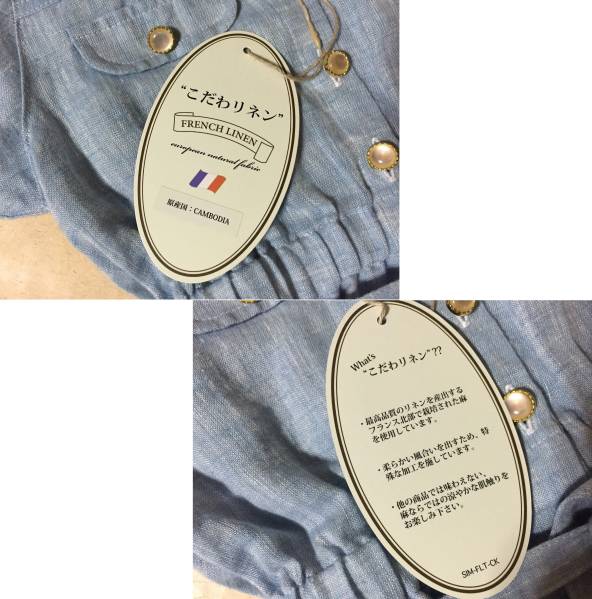 “こだわリネン”
FRENCH LINEN
european natural fabric
原産国：CAMBODIA
What's
“こだわリネン”??
・最高品質のリネンを産出する
フランス北部で栽培された麻
を使用しています。
・柔らかい風合いを出すため、特
殊な加工を施しています。
・他の商品では味わえない、
麻ならではの涼やかな肌触りを
お楽しみ下さい。
SIM-FLT-CK